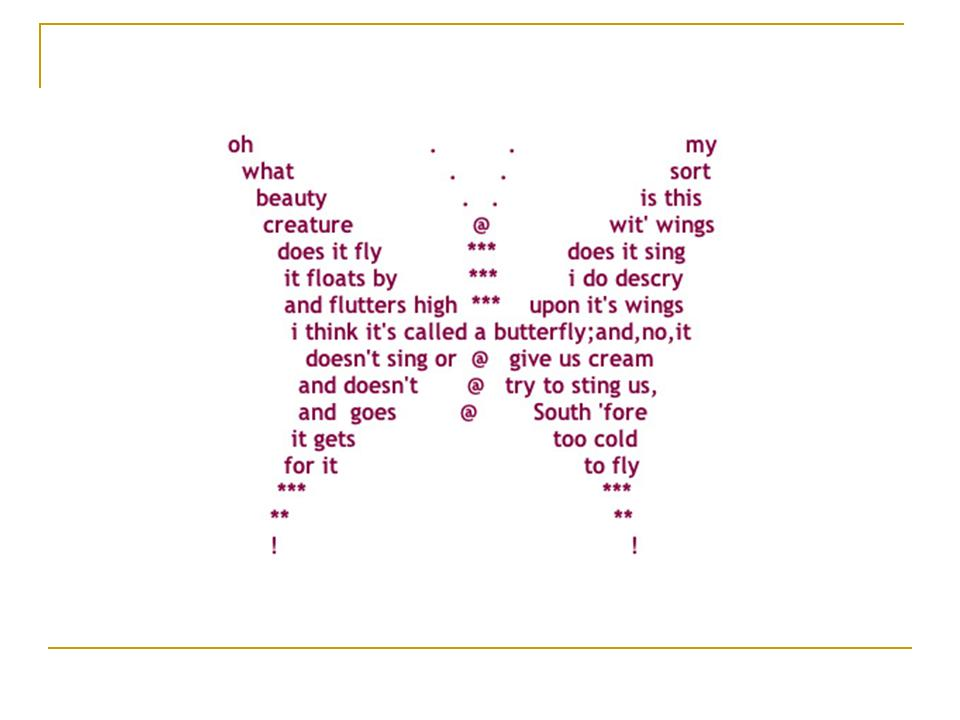 oh . . my
what . . sort
beauty . . is this
creature @ wit' wings
does it fly *** does it sing
it floats by *** i do descry
and flutters high *** upon it's wings
i think it's called a butterfly;and,no,it
doesn't sing or @ give us cream
and doesn't @ try to sting us,
and goes @ South 'fore
it gets too cold
for it to fly
*** ***
** **
! !